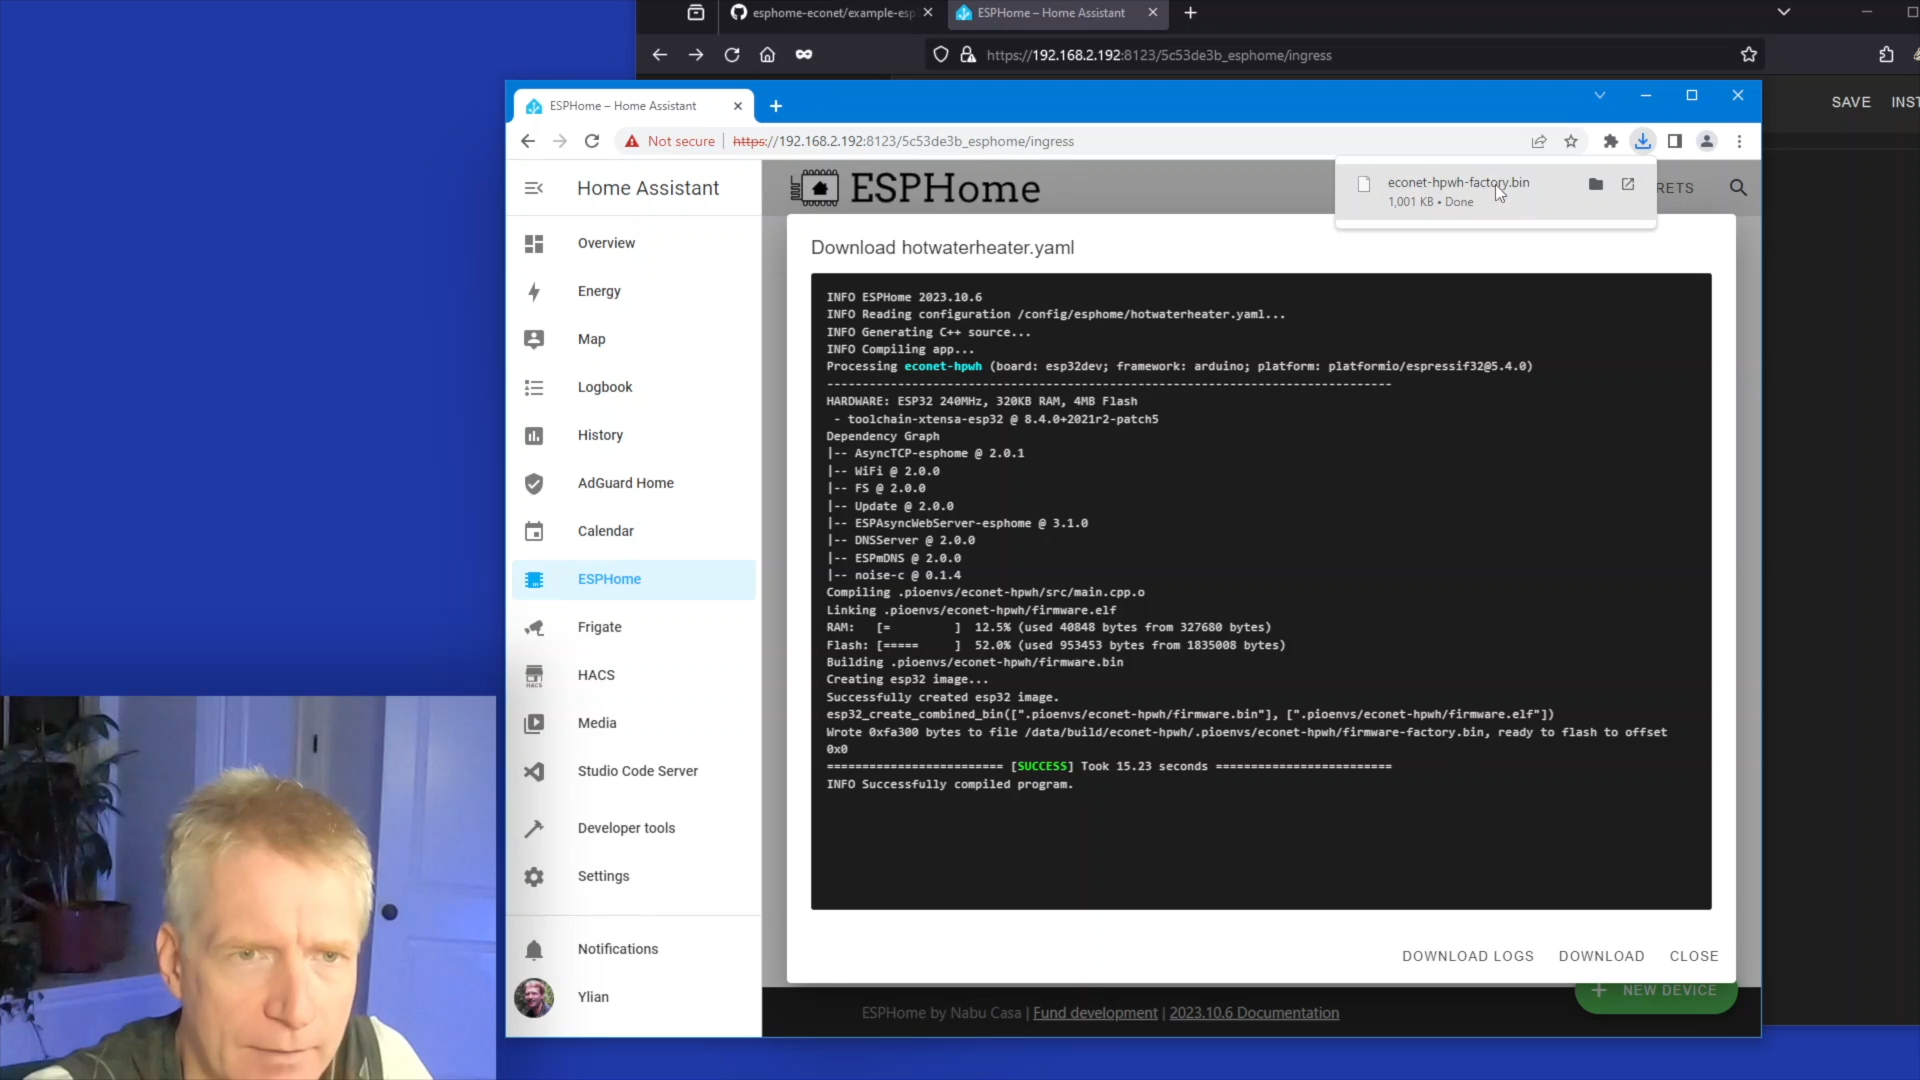 esphome-econet/example-esp
ESPHome – Home Assistant
https://192.168.2.192:8123/5c53de3b_esphome/ingress
SAVE
INST
ESPHome – Home Assistant
Not secure
https://192.168.2.192:8123/5c53de3b_esphome/ingress
econet-hpwh-factory.bin
1,001 KB • Done
Home Assistant
ESPHome
RETS
Overview
Energy
Map
Logbook
History
AdGuard Home
Calendar
ESPHome
Frigate
HACS
HACS
Media
Studio Code Server
Developer tools
Settings
Notifications
Ylian
Download hotwaterheater.yaml
INFO ESPHome 2023.10.6
INFO Reading configuration /config/esphome/hotwaterheater.yaml...
INFO Generating C++ source...
INFO Compiling app...
Processing econet-hpwh (board: esp32dev; framework: arduino; platform: platformio/espressif32@5.4.0)
--------------------------------------------------------------------------------
HARDWARE: ESP32 240MHz, 320KB RAM, 4MB Flash
- toolchain-xtensa-esp32 @ 8.4.0+2021r2-patch5
Dependency Graph
|-- AsyncTCP-esphome @ 2.0.1
|-- WiFi @ 2.0.0
|-- FS @ 2.0.0
|-- Update @ 2.0.0
|-- ESPAsyncWebServer-esphome @ 3.1.0
|-- DNSServer @ 2.0.0
|-- ESPmDNS @ 2.0.0
|-- noise-c @ 0.1.4
Compiling .pioenvs/econet-hpwh/src/main.cpp.o
Linking .pioenvs/econet-hpwh/firmware.elf
RAM:   [=         ]  12.5% (used 40848 bytes from 327680 bytes)
Flash: [=====     ]  52.0% (used 953453 bytes from 1835008 bytes)
Building .pioenvs/econet-hpwh/firmware.bin
Creating esp32 image...
Successfully created esp32 image.
esp32_create_combined_bin([".pioenvs/econet-hpwh/firmware.bin"], [".pioenvs/econet-hpwh/firmware.elf"])
Wrote 0xfa300 bytes to file /data/build/econet-hpwh/.pioenvs/econet-hpwh/firmware-factory.bin, ready to flash to offset
0x0
========================= [SUCCESS] Took 15.23 seconds =========================
INFO Successfully compiled program.
DOWNLOAD LOGS
DOWNLOAD
CLOSE
NEW DEVICE
ESPHome by Nabu Casa | Fund development | 2023.10.6 Documentation